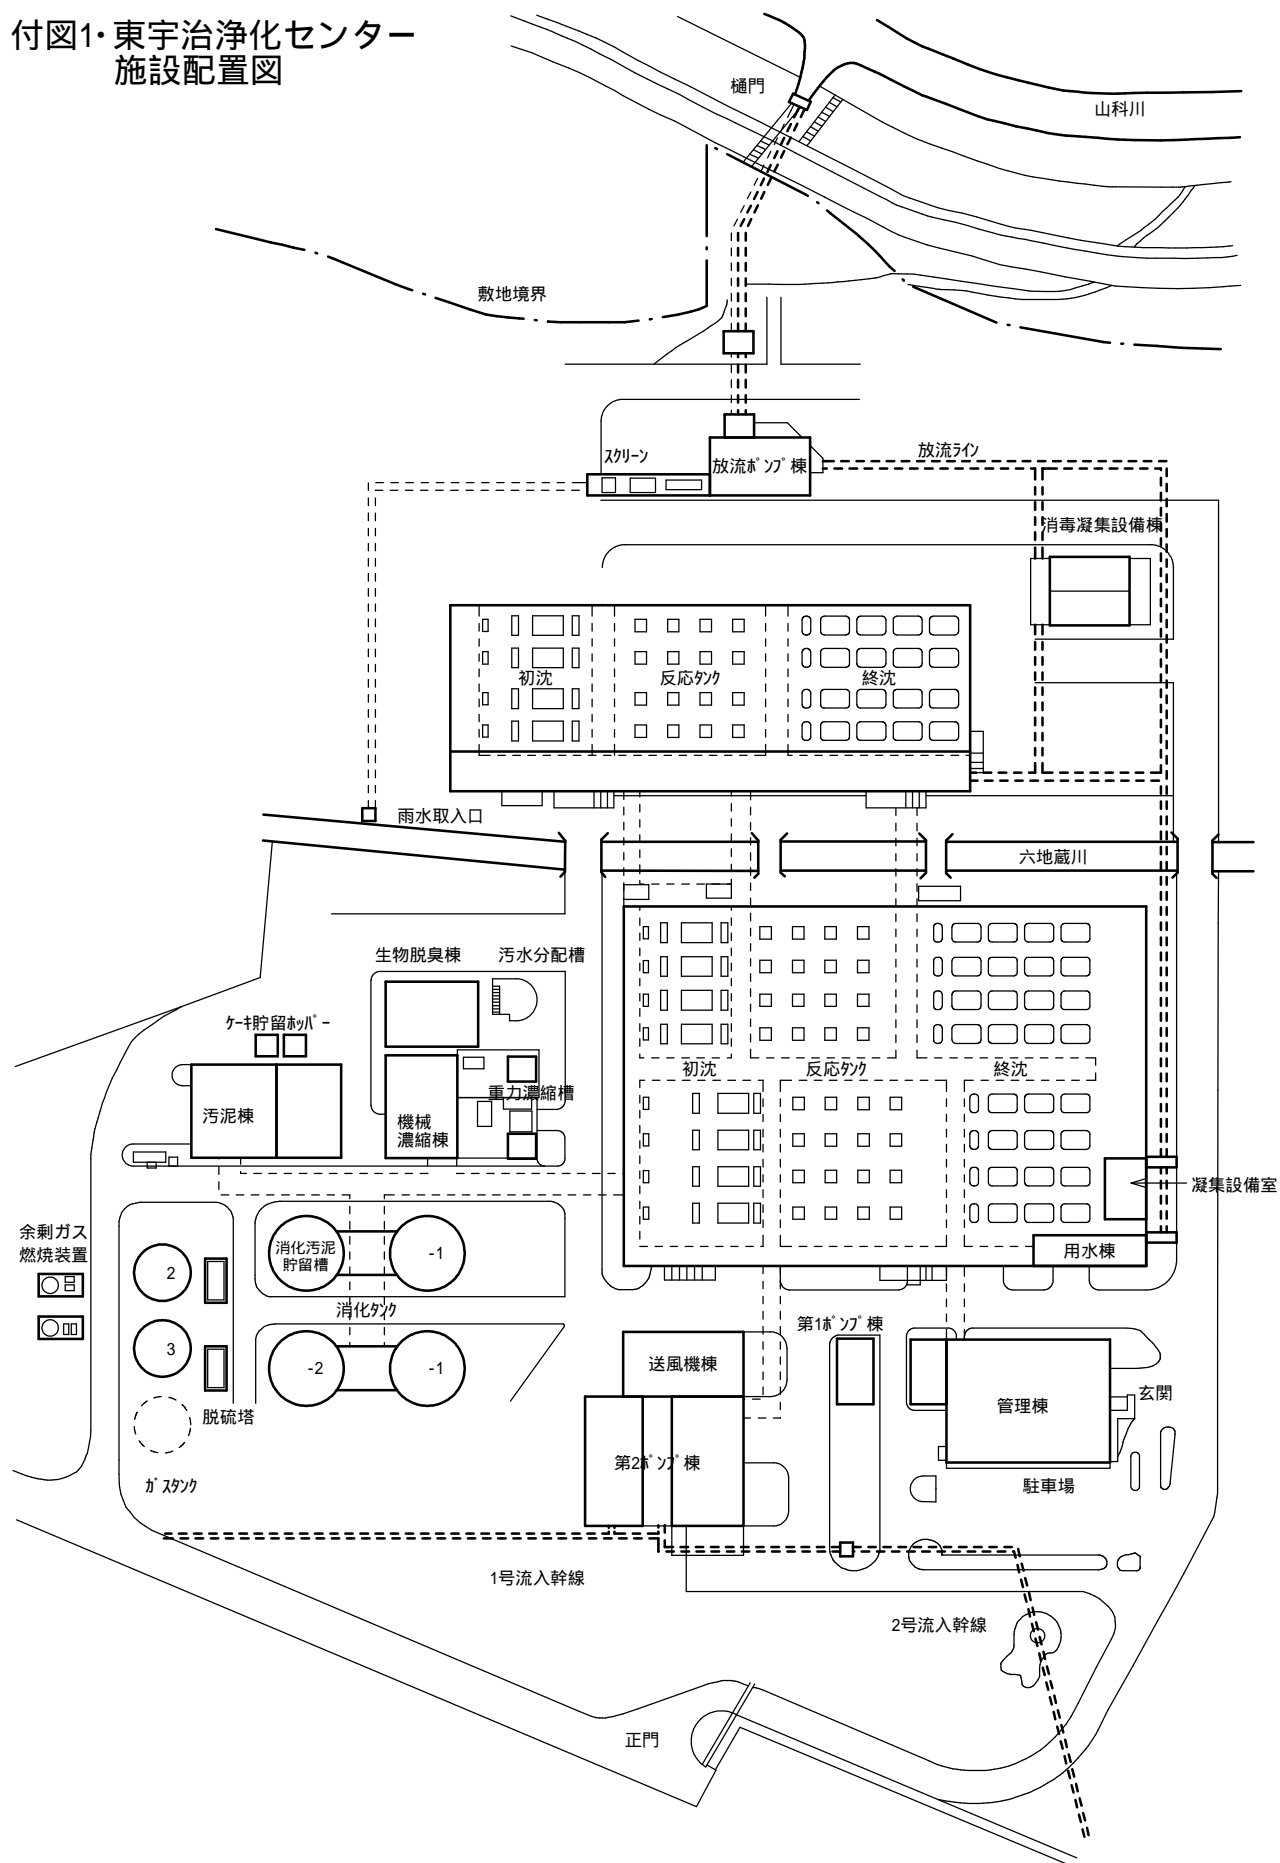 付図1・東宇治浄化センター
施設配置図
樋門
山科川
敷地境界
スクリーン
放流ポンプ棟
放流ライン
消毒凝集設備棟
初沈
反応タンク
終沈
雨水取入口
六地蔵川
生物脱臭棟
汚水分配槽
ケーキ貯留ホッパー
初沈
反応タンク
終沈
重力濃縮槽
汚泥棟
機械
濃縮棟
凝集設備室
余剰ガス
燃焼装置
消化汚泥
貯留槽
-1
用水棟
2
消化タンク
3
-2
-1
第1ポンプ棟
送風機棟
玄関
管理棟
脱硫塔
第2ポンプ棟
駐車場
ガスタンク
1号流入幹線
2号流入幹線
正門